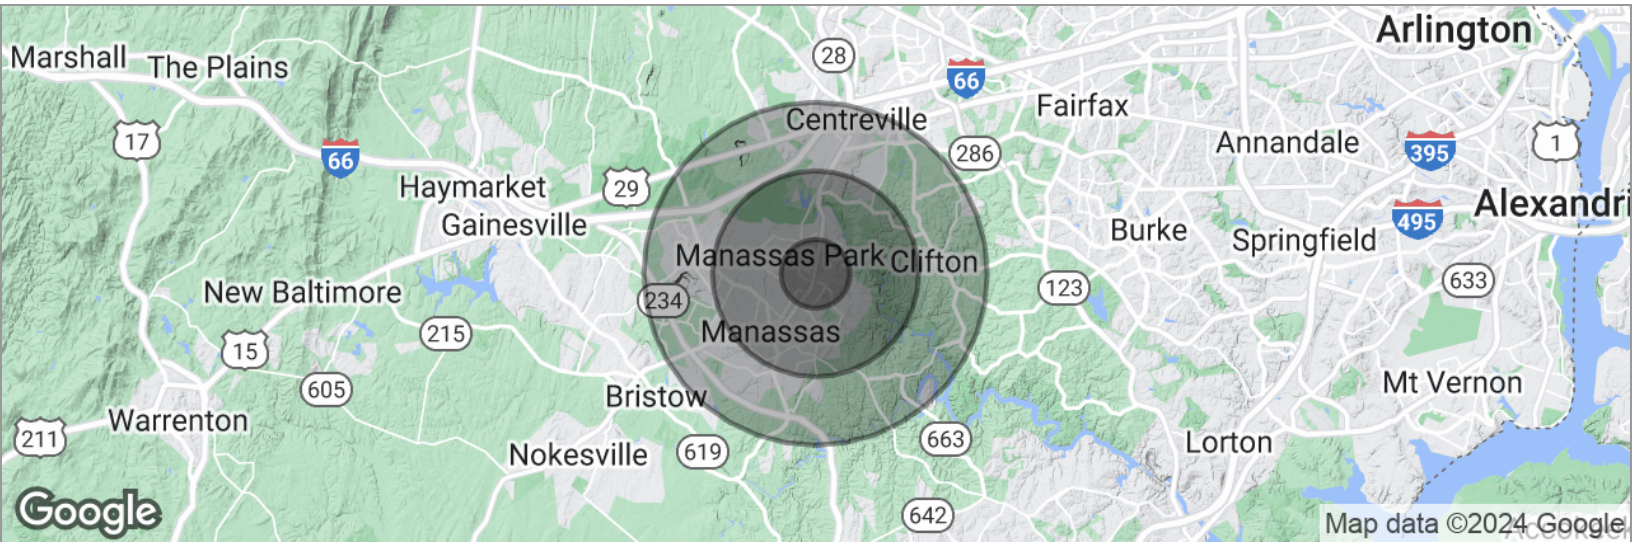 Arlington
Marshall
The Plains
28
66
Fairfax
Centreville
17
66
286
Annandale
395
1
Haymarket
29
Gainesville
Alexandri
495
Burke
Springfield
Manassas Park
Clifton
New Baltimore
234
123
633
215
Manassas
15
605
Bristow
Mt Vernon
Warrenton
211
619
663
Lorton
Nokesville
Google
642
Map data ©2024 Google